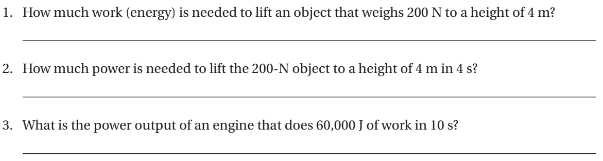 1. How much work (energy) is needed to lift an object that weighs 200 N to a height of 4 m?
2. How much power is needed to lift the 200-N object to a height of 4 m in 4 s?
3. What is the power output of an engine that does 60,000 J of work in 10 s?